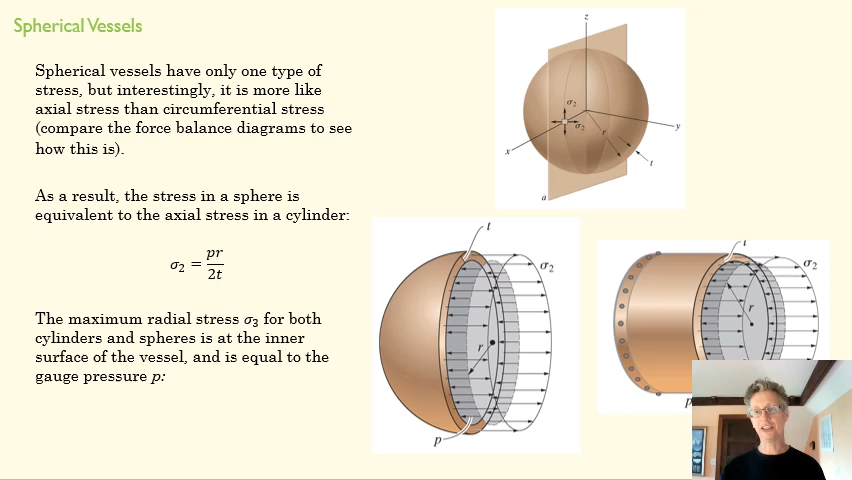 Spherical Vessels
Spherical vessels have only one type of
stress, but interestingly, it is more like
axial stress than circumferential stress
(compare the force balance diagrams to see
how this is).
As a result, the stress in a sphere is
equivalent to the axial stress in a cylinder:
σ₂ = pr/2t
The maximum radial stress σ₃ for both
cylinders and spheres is at the inner
surface of the vessel, and is equal to the
gauge pressure p:
z
σ₂
σ₂
r
y
x
t
a
t
σ₂
r
p
t
σ₂
r
p